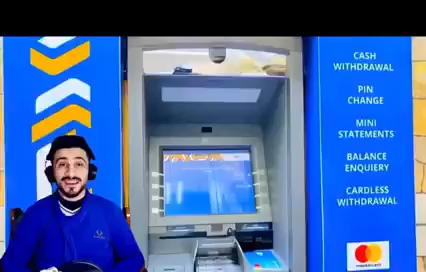 CASH
WITHDRAWAL
PIN
CHANGE
MINI
STATEMENTS
BALANCE
ENQUIERY
CARDLESS
WITHDRAWAL
mastercard